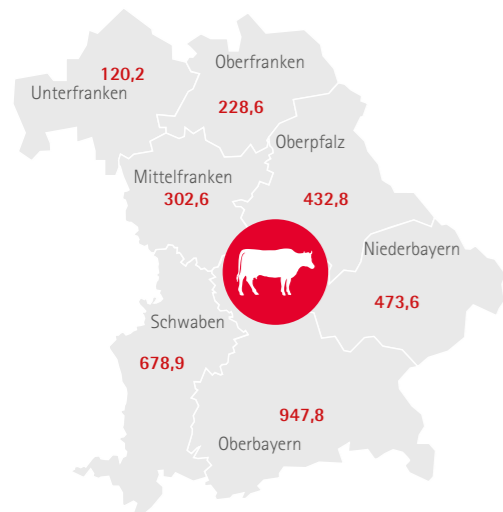 Oberfranken
120,2
Unterfranken
228,6
Oberpfalz
Mittelfranken
302,6
432,8
Niederbayern
473,6
Schwaben
678,9
947,8
Oberbayern